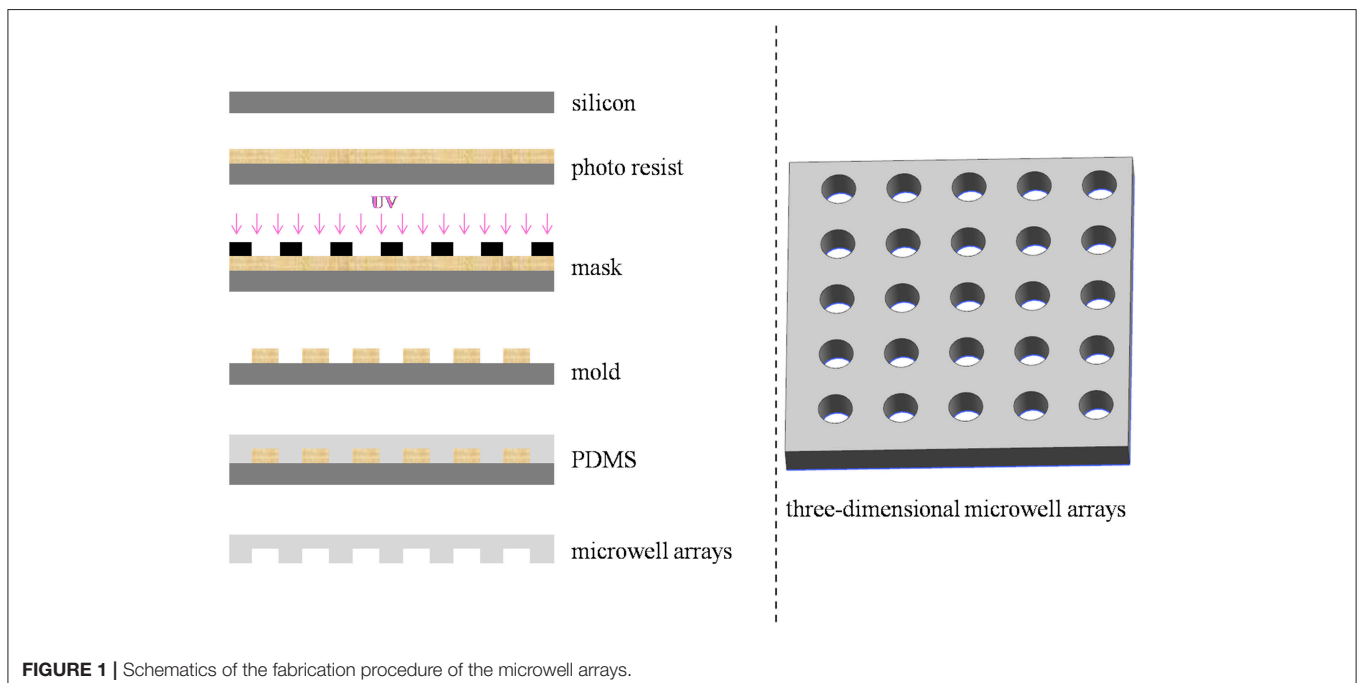 silicon
photo resist
UV
mask
mold
PDMS
microwell arrays
three-dimensional microwell arrays
FIGURE 1 | Schematics of the fabrication procedure of the microwell arrays.